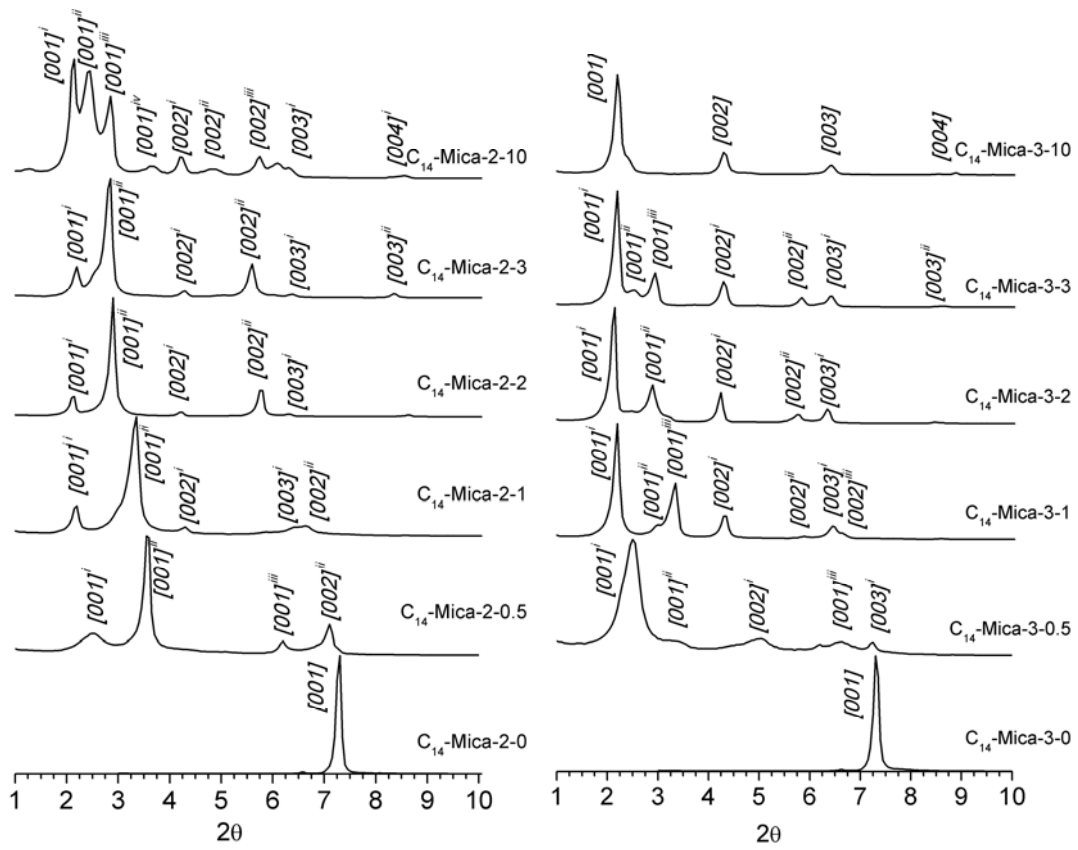 [001]ⁱ [001]ⁱⁱ [001]ⁱⁱⁱ [001]ⁱᵛ [002]ⁱ [002]ⁱⁱ [002]ⁱⁱⁱ [003]ⁱ [004]ⁱ
C₁₄-Mica-2-10
[001]ⁱ [001]ⁱⁱ [002]ⁱ [002]ⁱⁱ [003]ⁱ [003]ⁱⁱ
C₁₄-Mica-2-3
[001]ⁱ [001]ⁱⁱ [002]ⁱ [002]ⁱⁱ [003]ⁱ
C₁₄-Mica-2-2
[001]ⁱ [001]ⁱⁱ [002]ⁱ [003]ⁱ [002]ⁱⁱ
C₁₄-Mica-2-1
[001]ⁱ [001]ⁱⁱ [001]ⁱⁱⁱ [002]ⁱⁱ
C₁₄-Mica-2-0.5
[001]
C₁₄-Mica-2-0
1 2 3 4 5 6 7 8 9 10
2θ
[001] [002] [003] [004]
C₁₄-Mica-3-10
[001]ⁱ [001]ⁱⁱ [001]ⁱⁱⁱ [002]ⁱ [002]ⁱⁱ [003]ⁱ [003]ⁱⁱⁱ
C₁₄-Mica-3-3
[001]ⁱ [001]ⁱⁱ [002]ⁱ [002]ⁱⁱ [003]ⁱ
C₁₄-Mica-3-2
[001]ⁱ [001]ⁱⁱ [001]ⁱⁱⁱ [002]ⁱ [002]ⁱⁱ [003]ⁱ [002]ⁱⁱⁱ
C₁₄-Mica-3-1
[001]ⁱ [001]ⁱⁱ [002]ⁱ [001]ⁱⁱⁱ [003]ⁱ
C₁₄-Mica-3-0.5
[001]
C₁₄-Mica-3-0
1 2 3 4 5 6 7 8 9 10
2θ